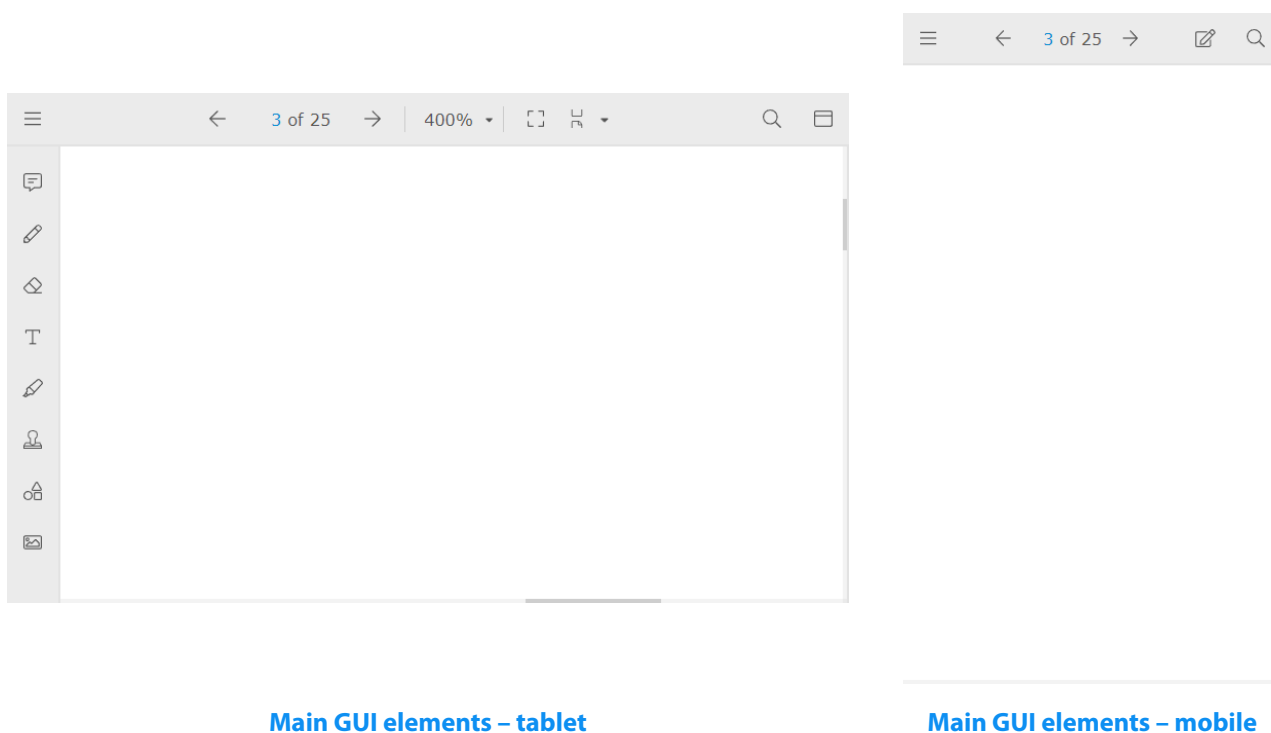 3 of 25
3 of 25 400%
Main GUI elements – tablet
Main GUI elements – mobile